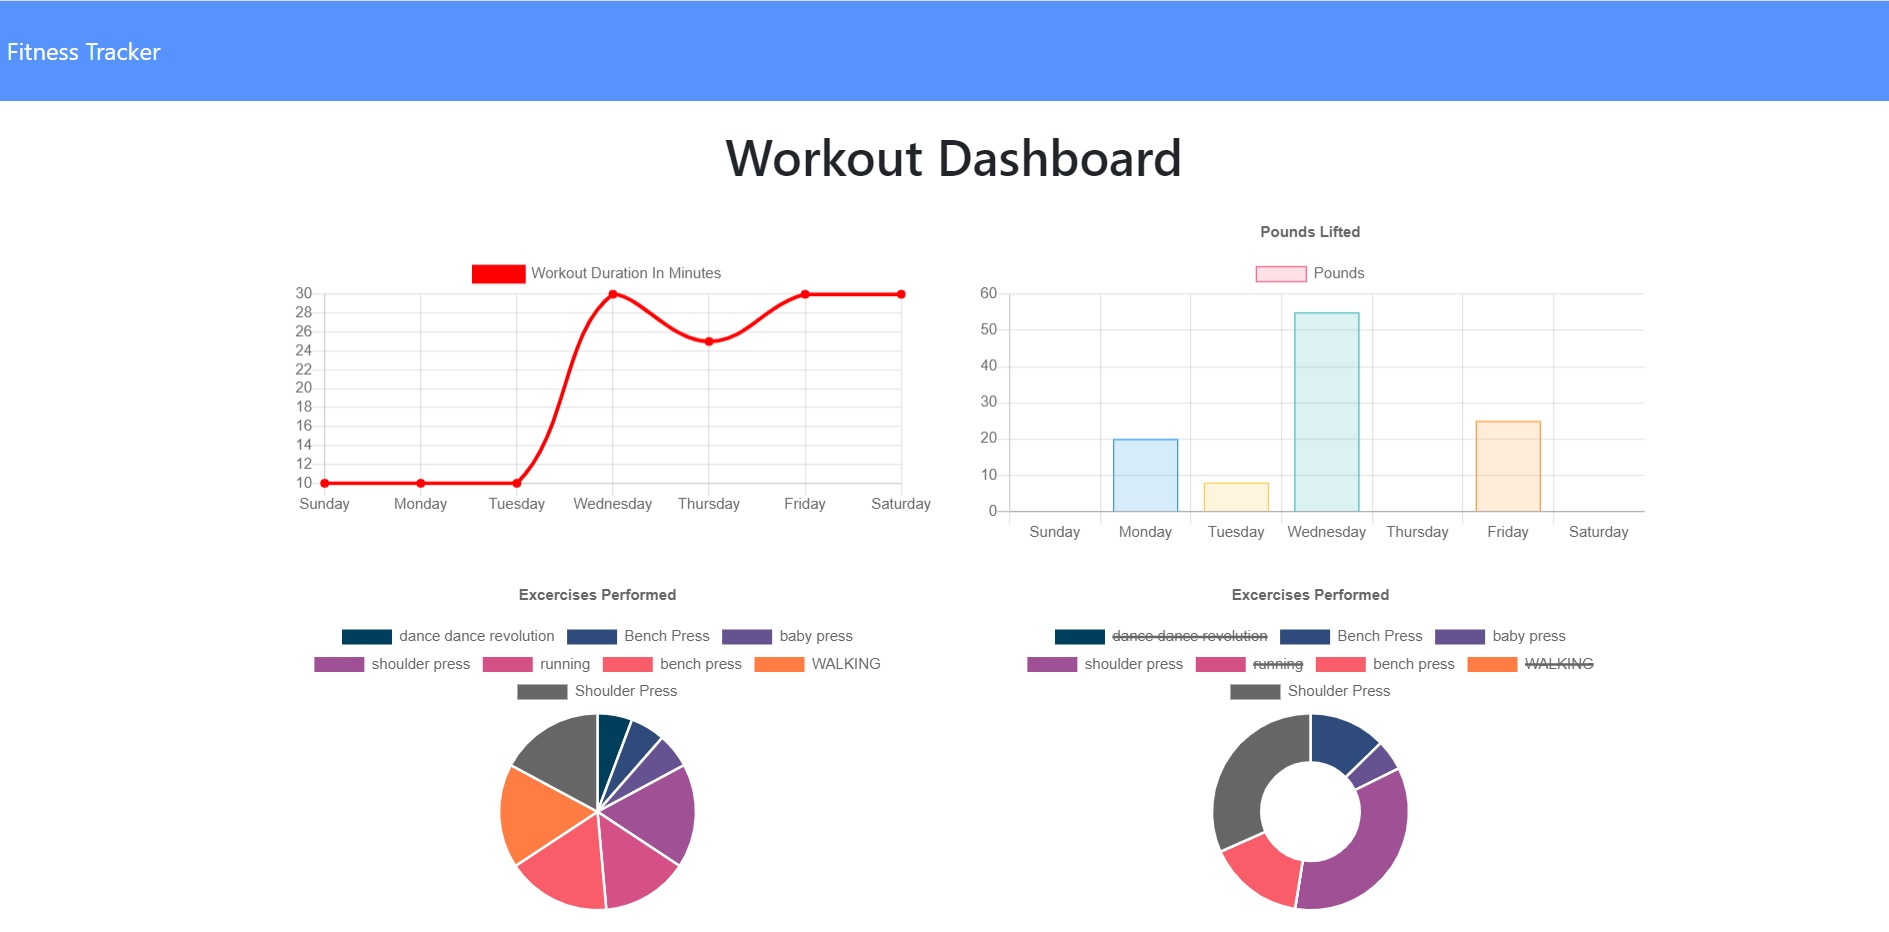 Fitness Tracker
Workout Dashboard
Workout Duration In Minutes
30
28
26
24
22
20
18
16
14
12
10
Sunday Monday Tuesday Wednesday Thursday Friday Saturday
Pounds Lifted
Pounds
60
50
40
30
20
10
0
Sunday Monday Tuesday Wednesday Thursday Friday Saturday
Excercises Performed
dance dance revolution Bench Press baby press
shoulder press running bench press WALKING
Shoulder Press
Excercises Performed
dance dance revolution Bench Press baby press
shoulder press running bench press WALKING
Shoulder Press